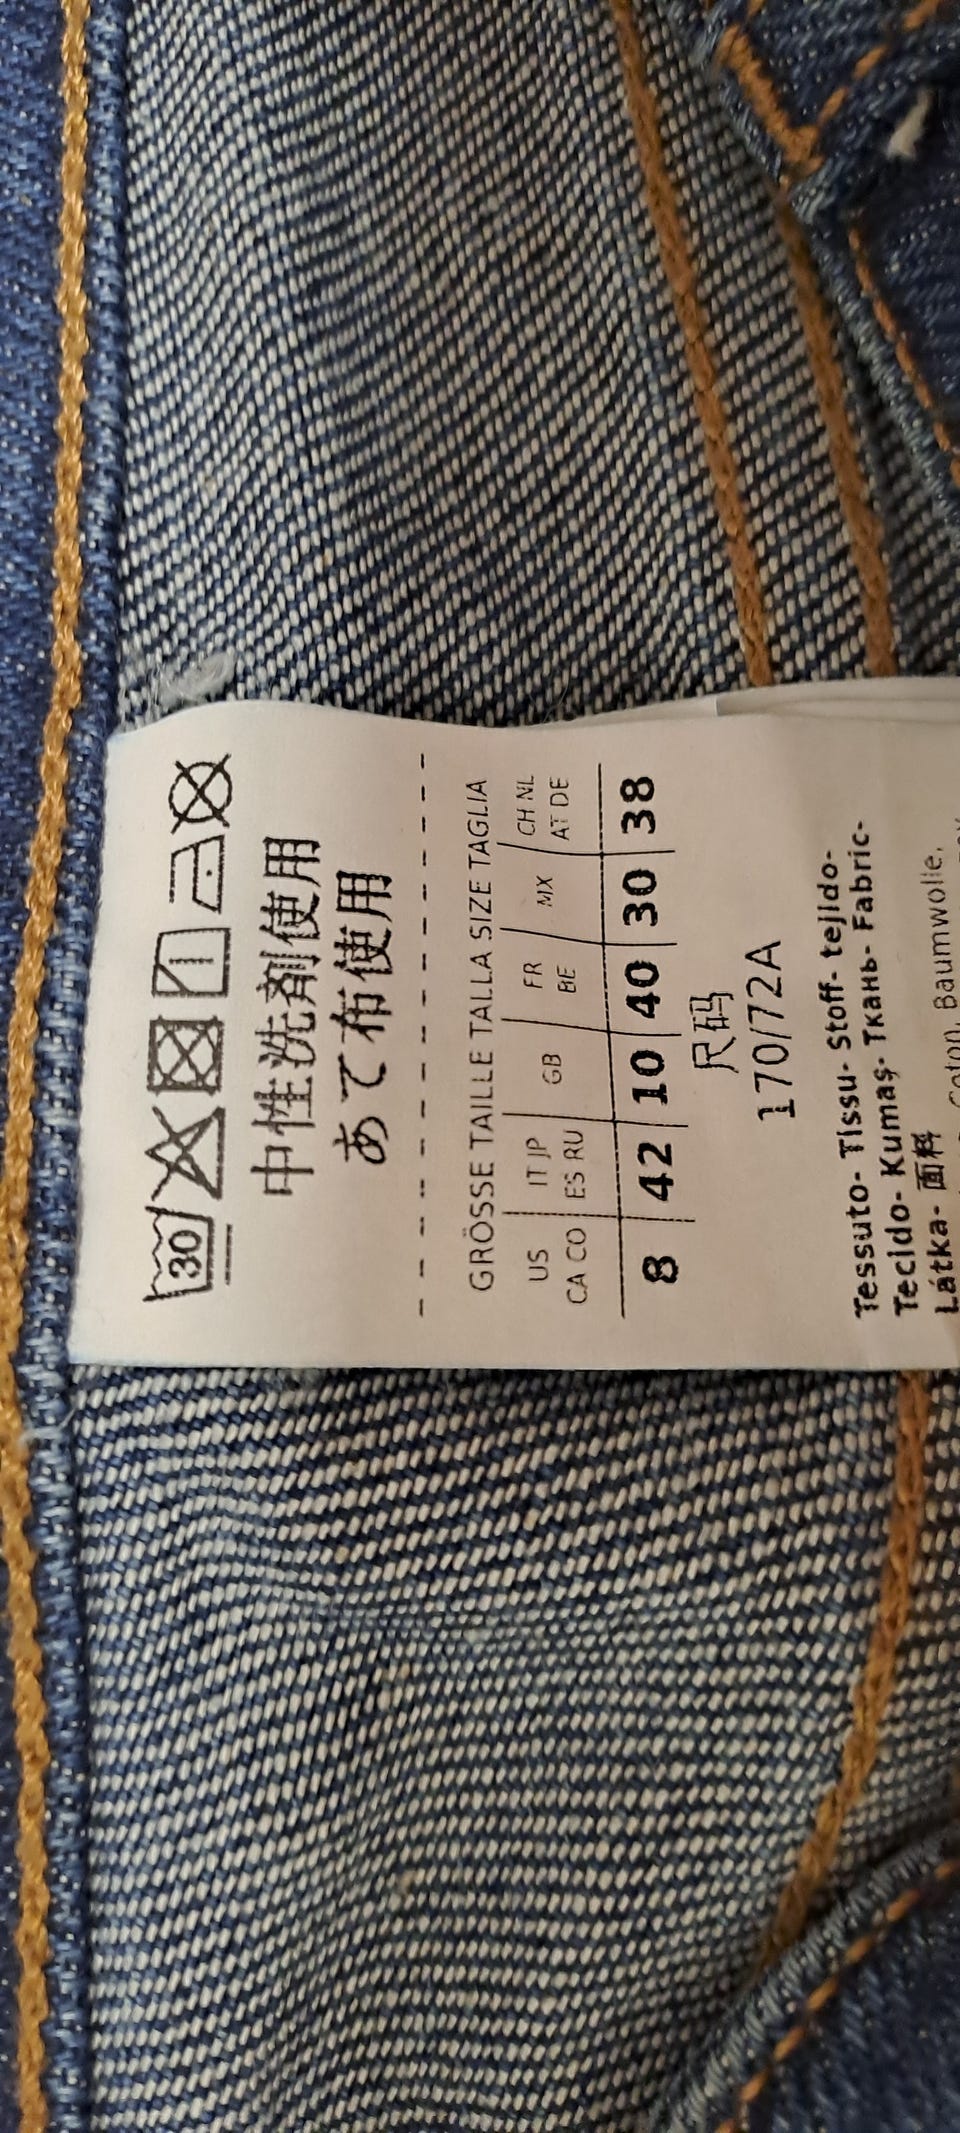 30
中性洗剤使用
あて布使用
GRÖSSE TAILLE TALLA SIZE TAGLIA
US CA CO | IT JP ES RU | GB | FR BE | MX | CH NL AT DE
8 42 10 40 30 38
尺码
170/72A
Tessuto- Tissu- Stoff- tejido-
Tecido- Kumaş- Ткань- Fabric-
Látka- 面料
Coton, Baumwolle,